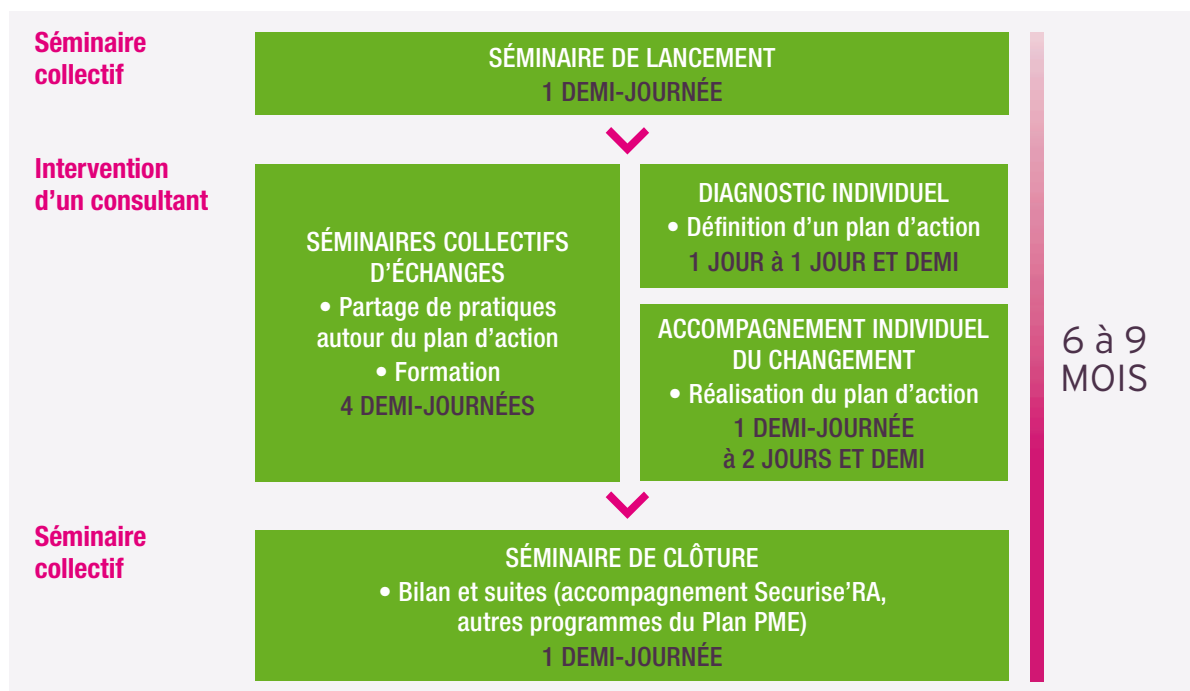 Séminaire
collectif
SÉMINAIRE DE LANCEMENT
1 DEMI-JOURNÉE
Intervention
d’un consultant
SÉMINAIRES COLLECTIFS
D’ÉCHANGES
• Partage de pratiques
autour du plan d’action
• Formation
4 DEMI-JOURNÉES
DIAGNOSTIC INDIVIDUEL
• Définition d’un plan d’action
1 JOUR à 1 JOUR ET DEMI
ACCOMPAGNEMENT INDIVIDUEL
DU CHANGEMENT
• Réalisation du plan d’action
1 DEMI-JOURNÉE
à 2 JOURS ET DEMI
6 à 9
MOIS
Séminaire
collectif
SÉMINAIRE DE CLÔTURE
• Bilan et suites (accompagnement Securise’RA,
autres programmes du Plan PME)
1 DEMI-JOURNÉE